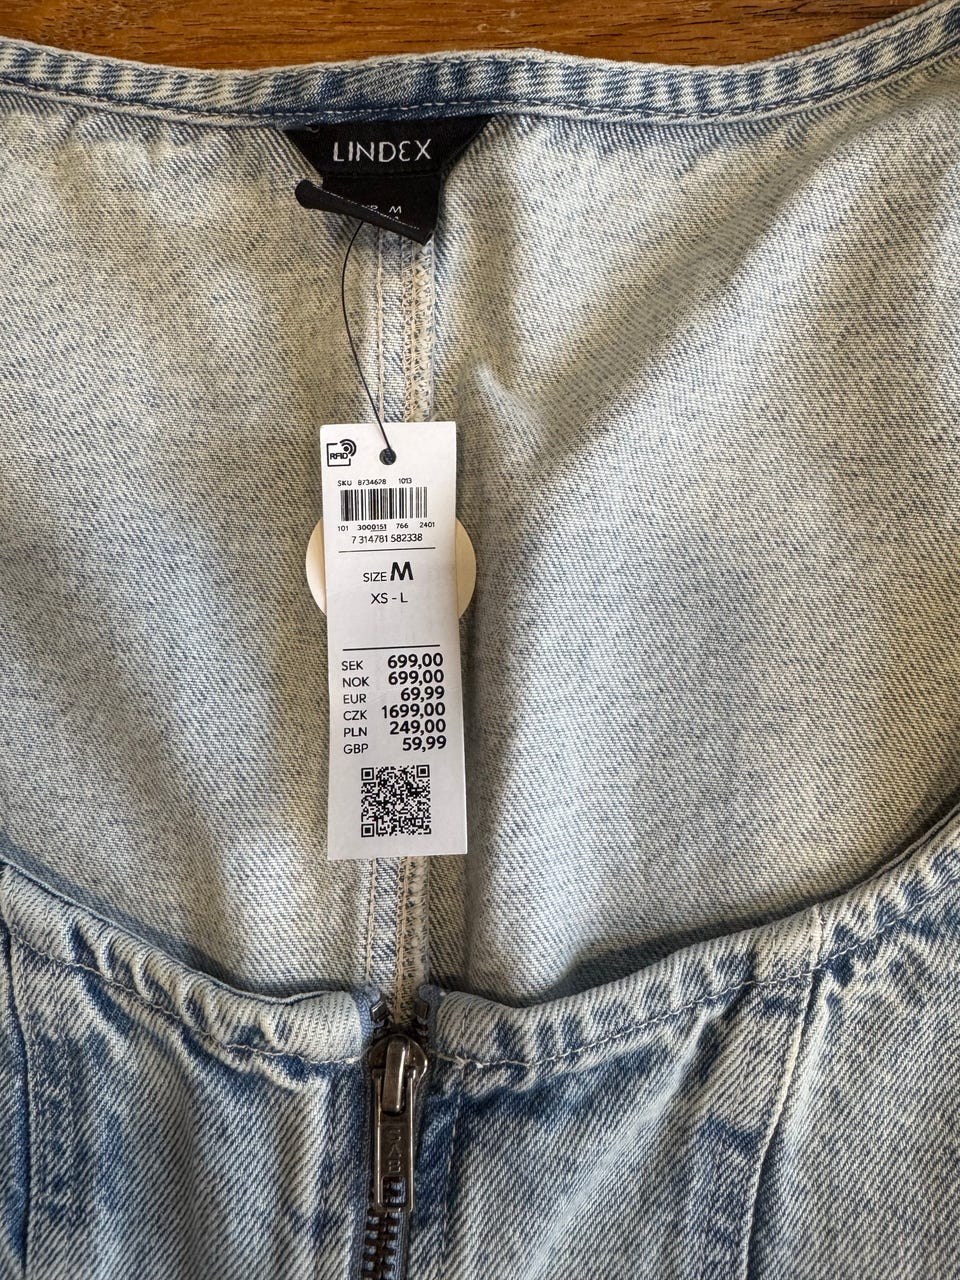 LINDEX
M
RFID
SKU 8734628 1013
101 3000151 766 2401
7 314781 582338
SIZE M
XS - L
SEK 699,00
NOK 699,00
EUR 69,99
CZK 1699,00
PLN 249,00
GBP 59,99